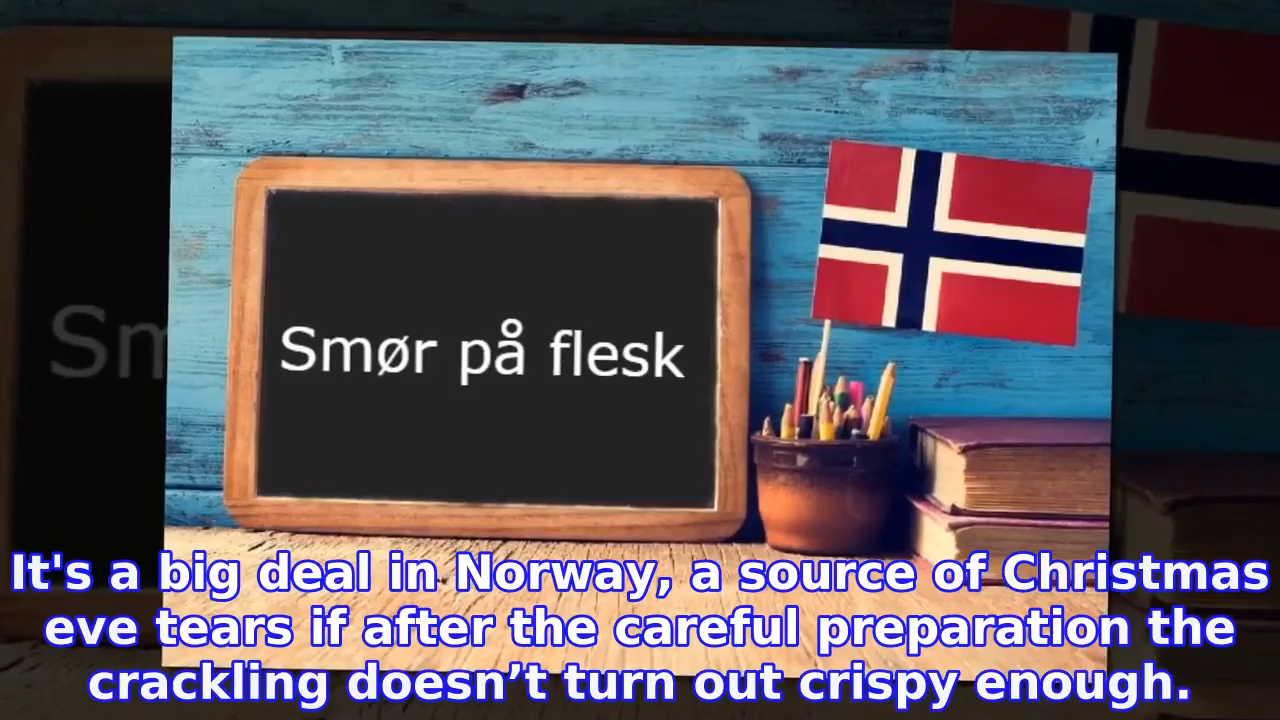 Smør på flesk
Sm
It's a big deal in Norway, a source of Christmas
eve tears if after the careful preparation the
crackling doesn’t turn out crispy enough.